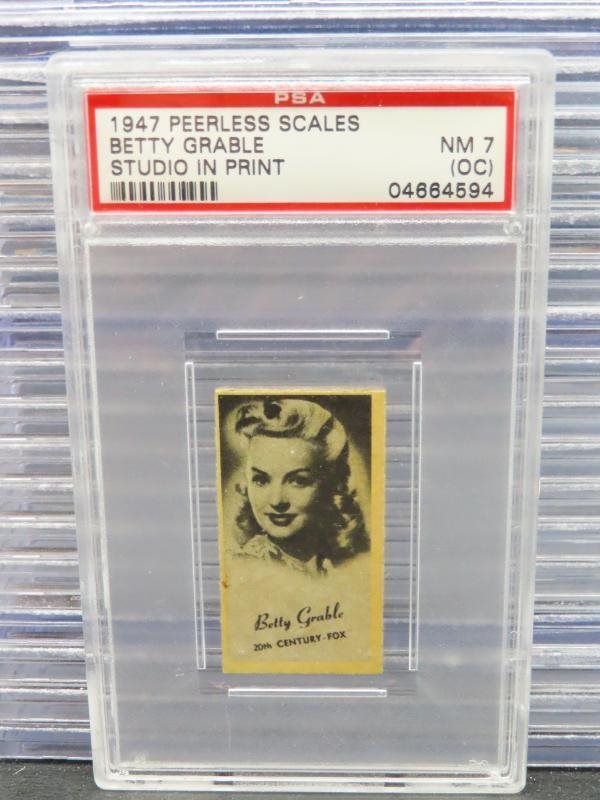 PSA
1947 PEERLESS SCALES
BETTY GRABLE NM 7
STUDIO IN PRINT (OC)
04664594
Betty Grable
20th CENTURY-FOX